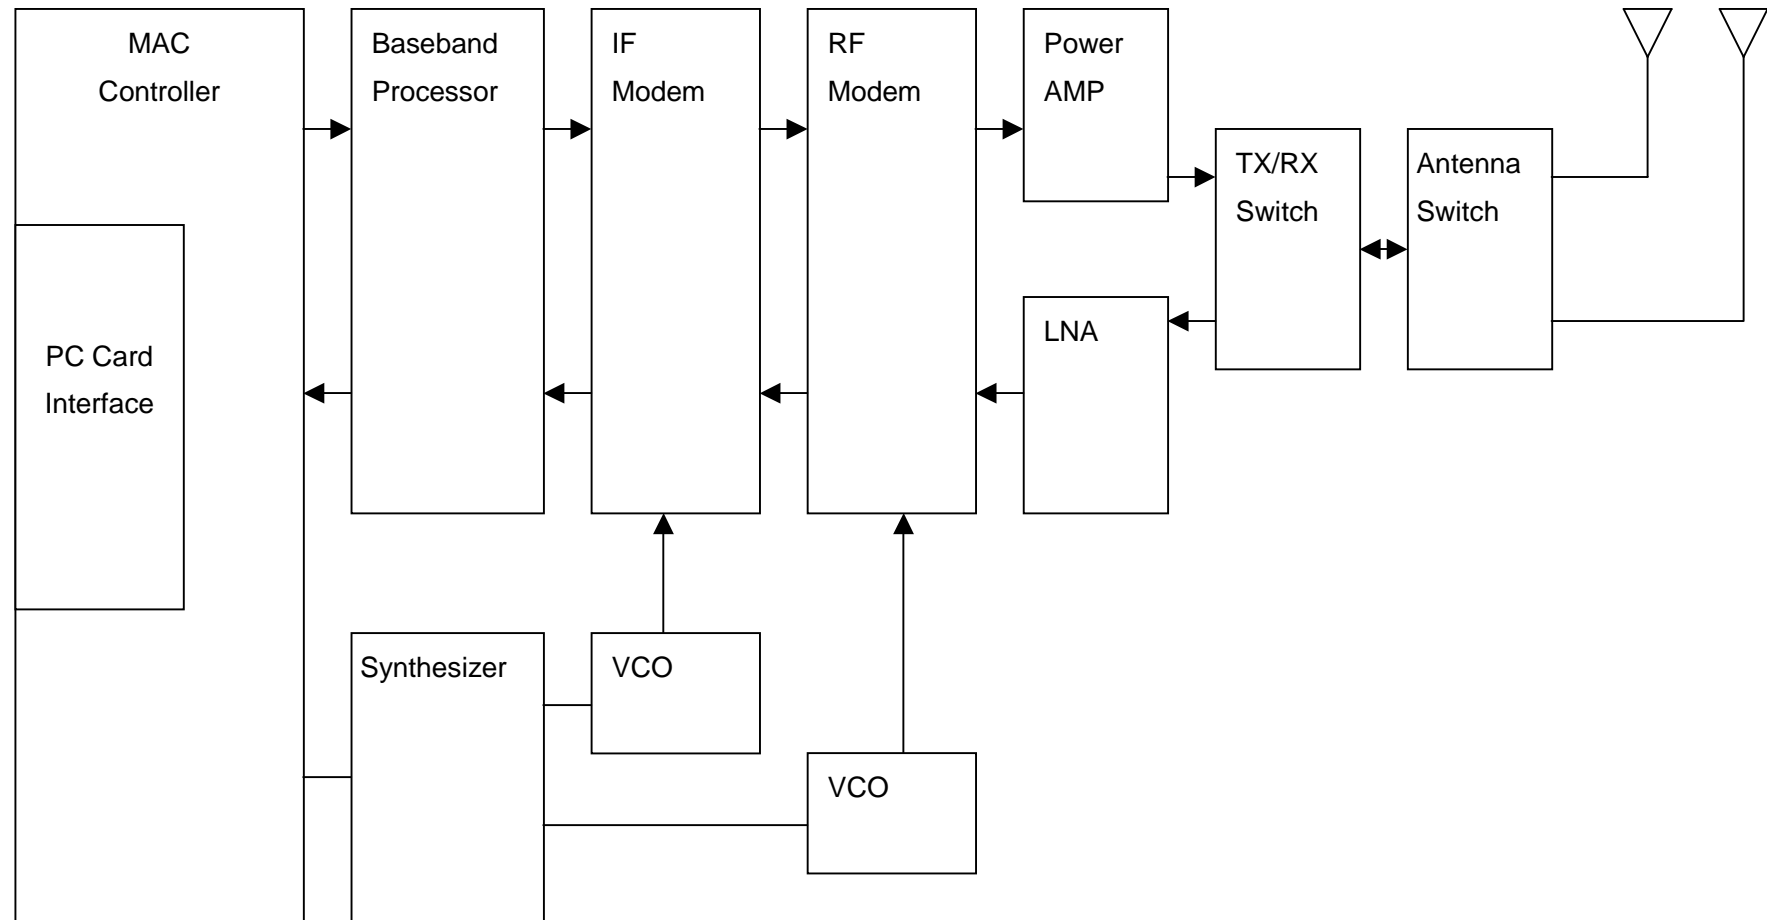 MAC
Controller
Baseband
Processor
IF
Modem
RF
Modem
Power
AMP
TX/RX
Switch
Antenna
Switch
LNA
PC Card
Interface
Synthesizer
VCO
VCO